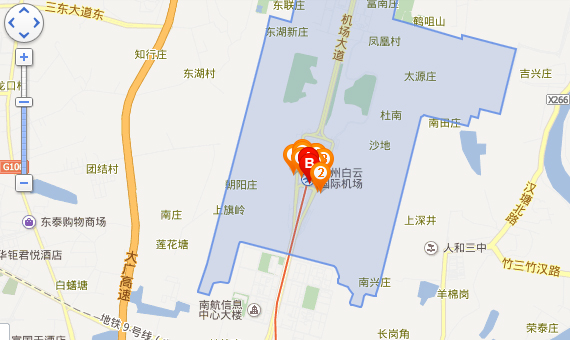 东联庄
富南庄
三东大道东
鹤咀山
东湖新庄
机场大道
凤凰村
知行庄
东湖村
太源庄
吉兴庄
龙口村
X266
杜南
南田庄
沙地
G106
团结村
B
2
州白云
国际机场
朝阳庄
汉塘北路
南庄
上旗岭
上深井
东泰购物商场
莲花塘
人和三中
华钜君悦酒店
大广高速
竹三竹汉路
白蟮塘
南兴庄
羊棉岗
南航信息
中心大楼
地铁9号线(
长岗角
荣泰庄